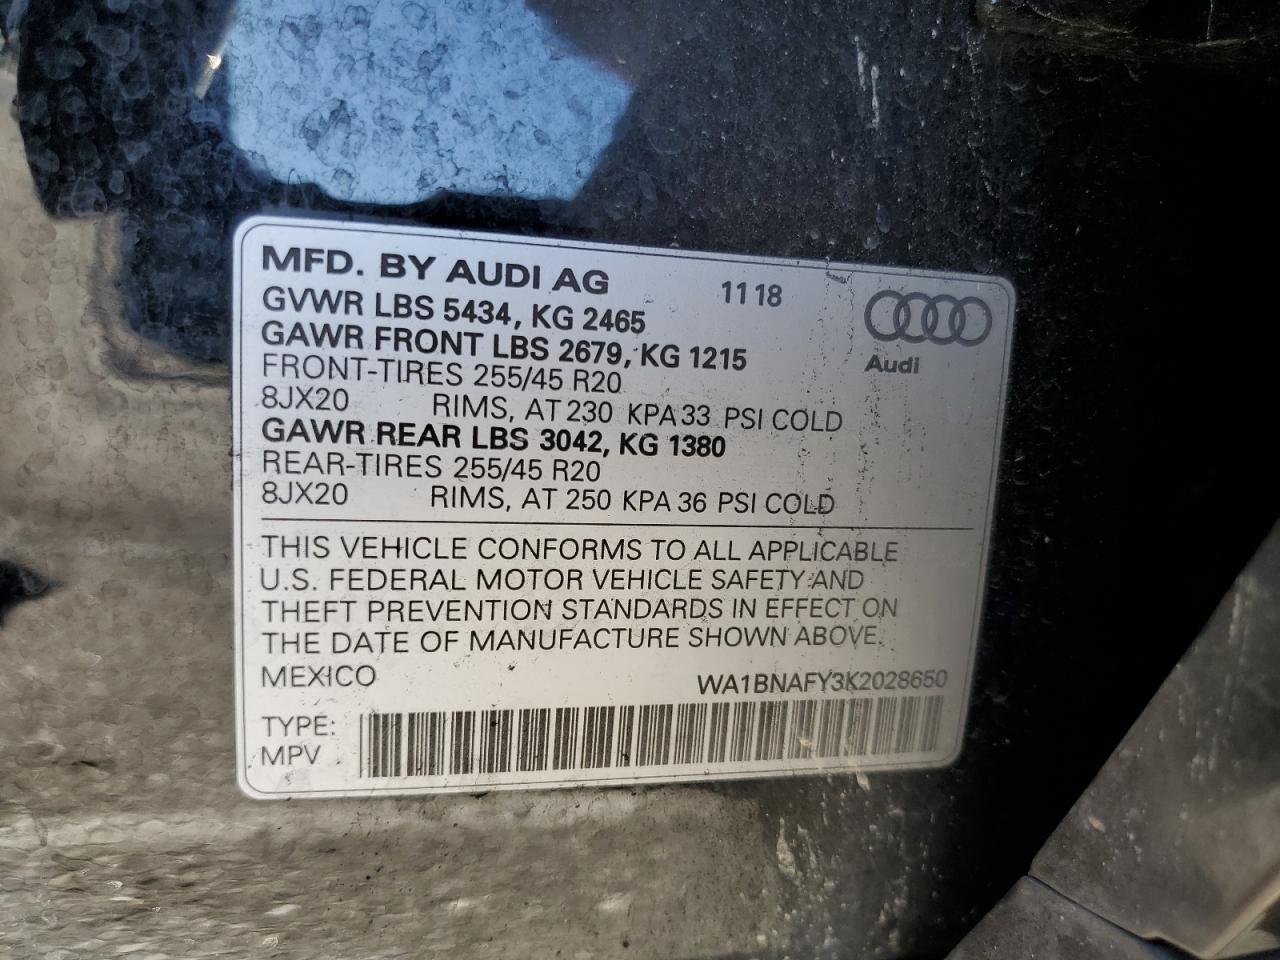 MFD. BY AUDI AG 11 18
GVWR LBS 5434, KG 2465
GAWR FRONT LBS 2679, KG 1215
Audi
FRONT-TIRES 255/45 R20
8JX20 RIMS, AT 230 KPA 33 PSI COLD
GAWR REAR LBS 3042, KG 1380
REAR-TIRES 255/45 R20
8JX20 RIMS, AT 250 KPA 36 PSI COLD
THIS VEHICLE CONFORMS TO ALL APPLICABLE
U.S. FEDERAL MOTOR VEHICLE SAFETY AND
THEFT PREVENTION STANDARDS IN EFFECT ON
THE DATE OF MANUFACTURE SHOWN ABOVE.
MEXICO WA1BNAFY3K2028650
TYPE:
MPV